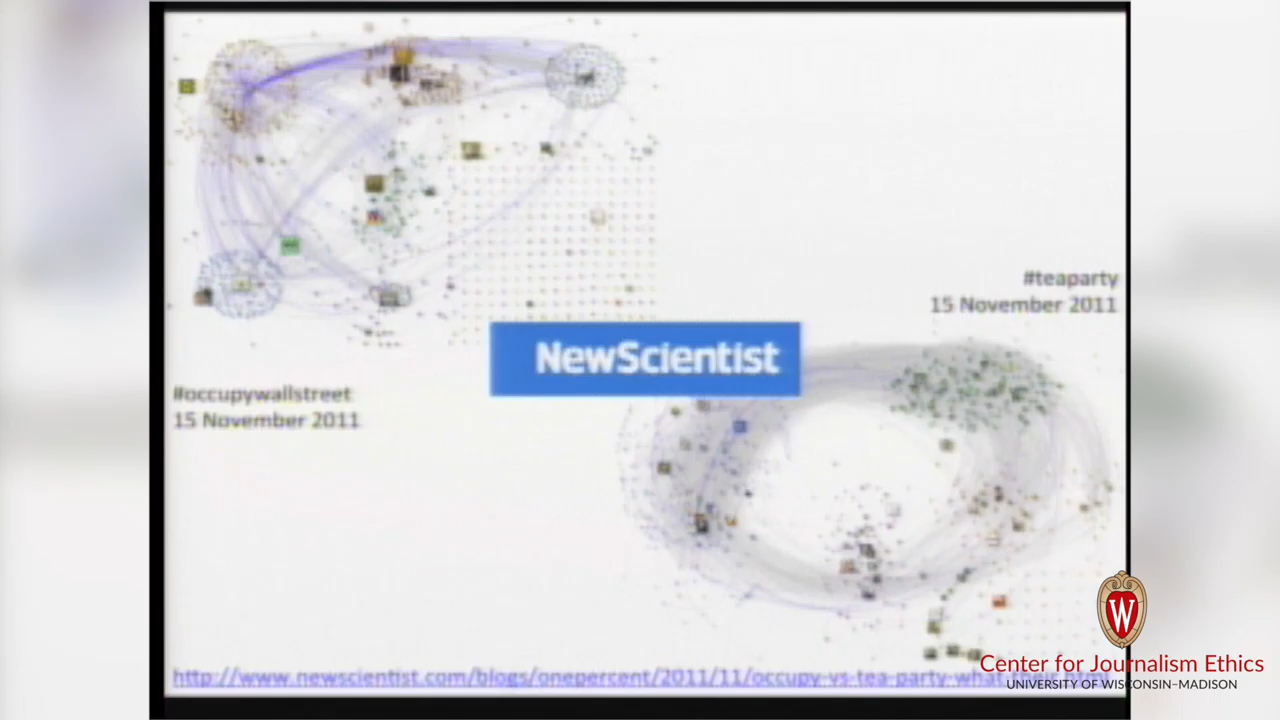 #teaparty
15 November 2011
NewScientist
#occupywallstreet
15 November 2011
http://www.newscientist.com/blogs/onepercent/2011/11/occupy-vs-tea-party-what
W
Center for Journalism Ethics
UNIVERSITY OF WISCONSIN–MADISON